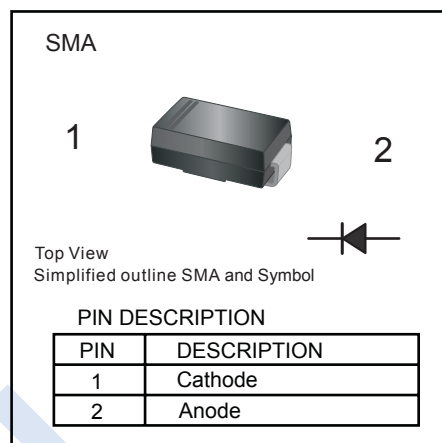 SMA
1
2
Top View
Simplified outline SMA and Symbol
PIN DESCRIPTION
PIN DESCRIPTION
1 Cathode
2 Anode